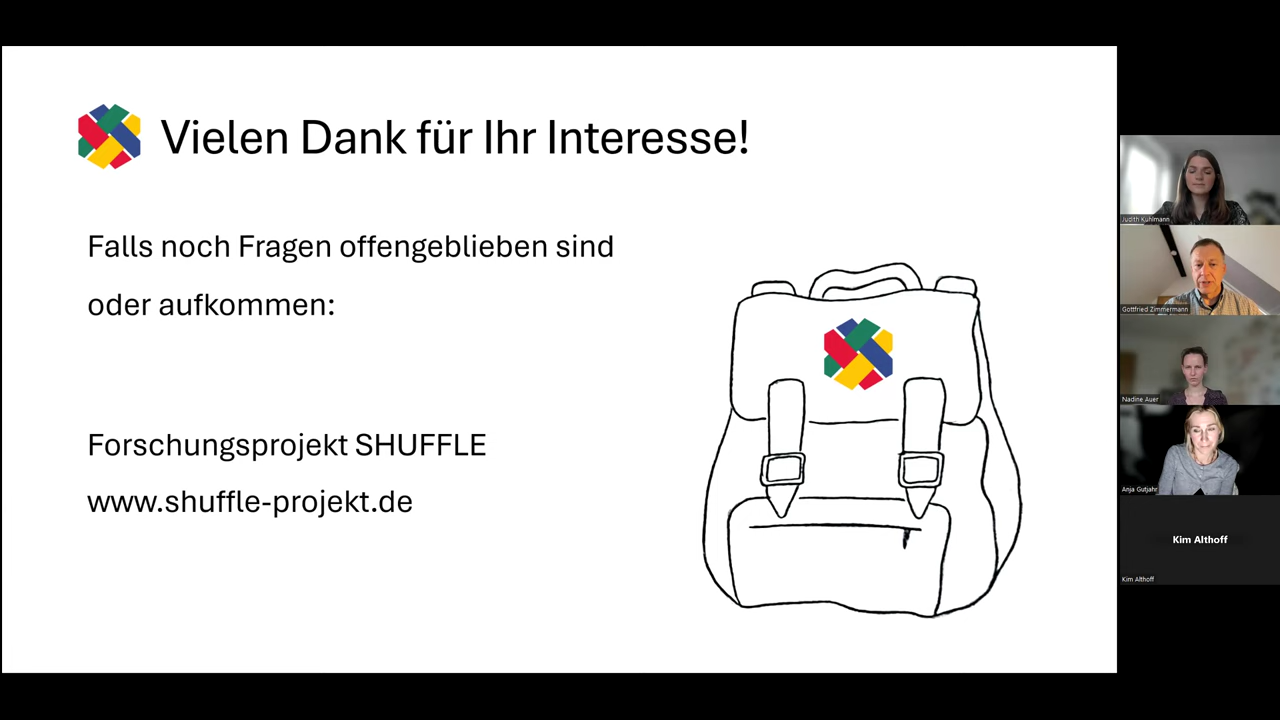 Vielen Dank für Ihr Interesse!
Falls noch Fragen offengeblieben sind
oder aufkommen:
Forschungsprojekt SHUFFLE
www.shuffle-projekt.de
Judith Kuhlmann
Gottfried Zimmermann
Nadine Auer
Anja Gutjahr
Kim Althoff
Kim Althoff